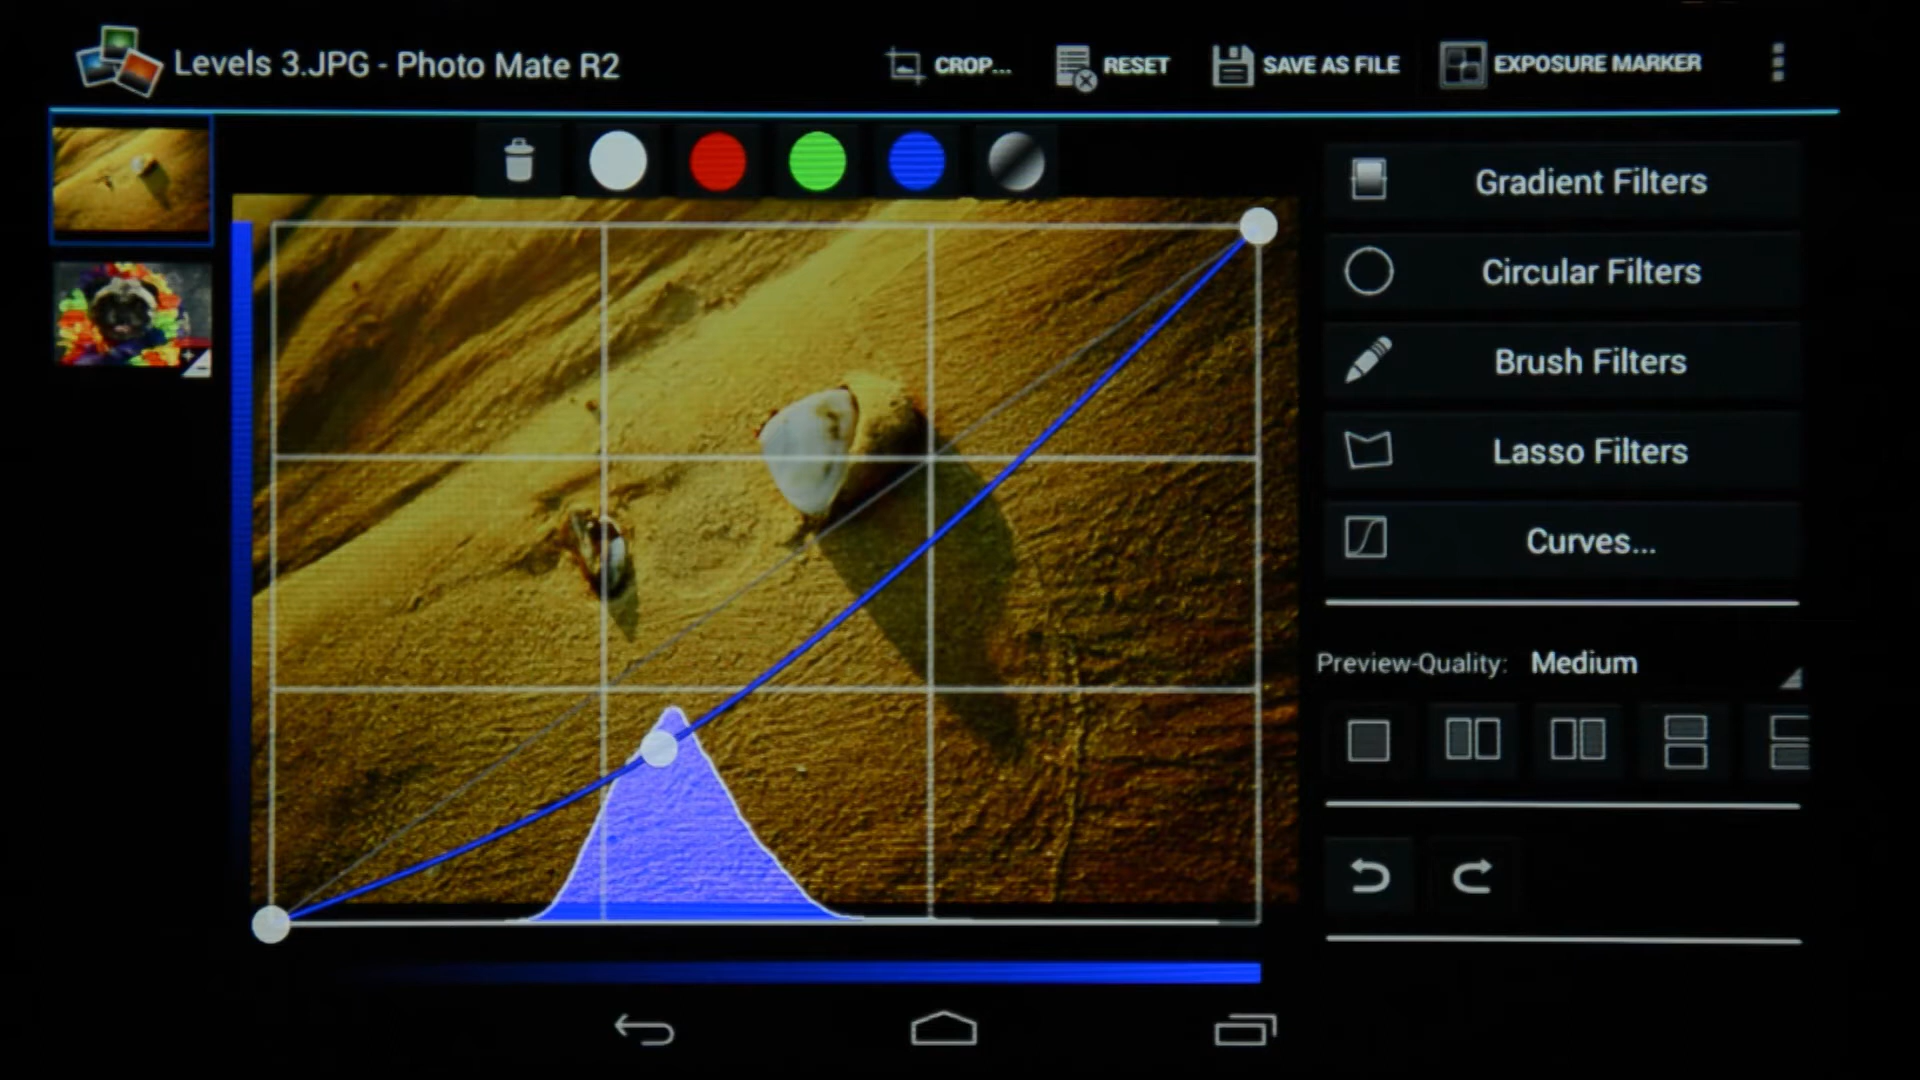 Levels 3.JPG - Photo Mate R2
CROP...
RESET
SAVE AS FILE
EXPOSURE MARKER
Gradient Filters
Circular Filters
Brush Filters
Lasso Filters
Curves...
Preview-Quality: Medium